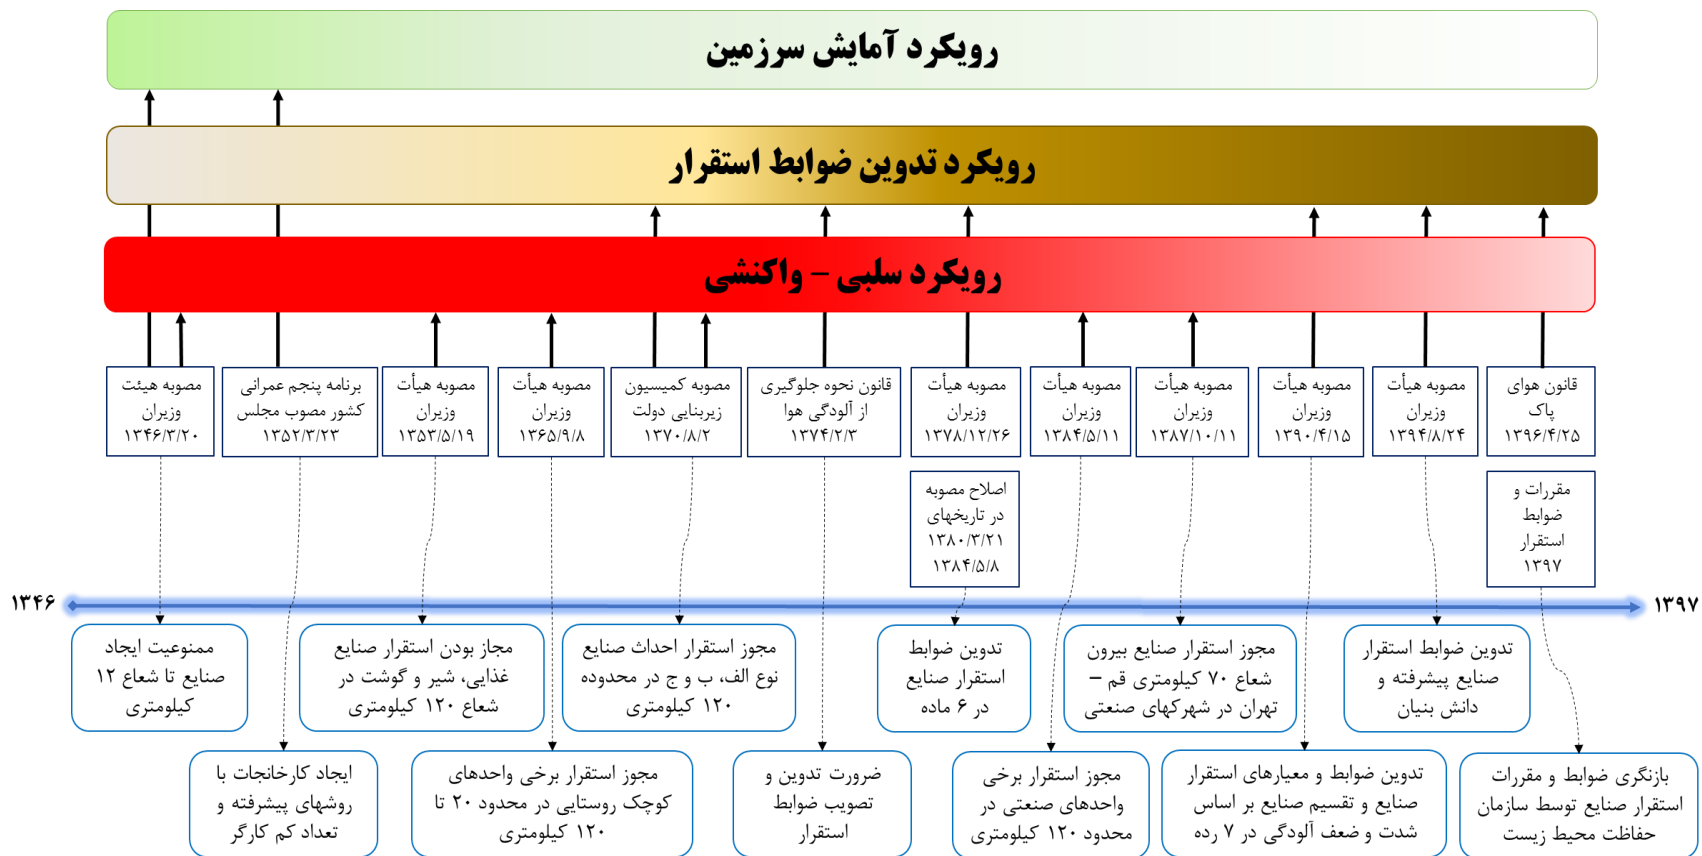 رویکرد آمایش سرزمین
رویکرد تدوین ضوابط استقرار
رویکرد سلبی – واکنشی
مصوبه هیئت
وزیران
۱۳۴۶/۳/۲۰
برنامه پنجم عمرانی
کشور مصوب مجلس
۱۳۵۲/۳/۲۳
مصوبه هیأت
وزیران
۱۳۵۳/۵/۱۹
مصوبه هیأت
وزیران
۱۳۶۵/۹/۸
مصوبه کمیسیون
زیربنایی دولت
۱۳۷۰/۸/۲
قانون نحوه جلوگیری
از آلودگی هوا
۱۳۷۴/۲/۳
مصوبه هیأت
وزیران
۱۳۷۸/۱۲/۲۶
مصوبه هیأت
وزیران
۱۳۸۴/۵/۱۱
مصوبه هیأت
وزیران
۱۳۸۷/۱۰/۱۱
مصوبه هیأت
وزیران
۱۳۹۰/۴/۱۵
مصوبه هیأت
وزیران
۱۳۹۴/۸/۲۴
قانون هوای
پاک
۱۳۹۶/۴/۲۵
اصلاح مصوبه
در تاریخهای
۱۳۸۰/۳/۲۱
۱۳۸۴/۵/۸
مقررات و
ضوابط
استقرار
۱۳۹۷
۱۳۴۶
۱۳۹۷
ممنوعیت ایجاد
صنایع تا شعاع ۱۲
کیلومتری
مجاز بودن استقرار صنایع
غذایی، شیر و گوشت در
شعاع ۱۲۰ کیلومتری
مجوز استقرار احداث صنایع
نوع الف، ب و ج در محدوده
۱۲۰ کیلومتری
تدوین ضوابط
استقرار صنایع
در ۶ ماده
مجوز استقرار صنایع بیرون
شعاع ۷۰ کیلومتری قم –
تهران در شهرکهای صنعتی
تدوین ضوابط استقرار
صنایع پیشرفته و
دانش بنیان
ایجاد کارخانجات با
روشهای پیشرفته و
تعداد کم کارگر
مجوز استقرار برخی واحدهای
کوچک روستایی در محدود ۲۰ تا
۱۲۰ کیلومتری
ضرورت تدوین و
تصویب ضوابط
استقرار
مجوز استقرار برخی
واحدهای صنعتی در
محدود ۱۲۰ کیلومتری
تدوین ضوابط و معیارهای استقرار
صنایع و تقسیم صنایع بر اساس
شدت و ضعف آلودگی در ۷ رده
بازنگری ضوابط و مقررات
استقرار صنایع توسط سازمان
حفاظت محیط زیست